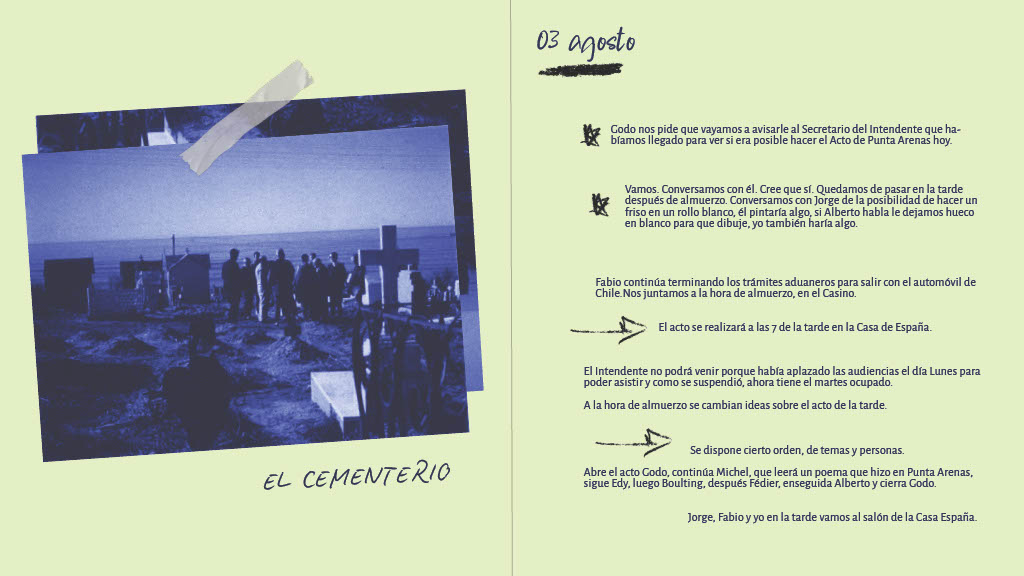 EL CEMENTERIO
03 agosto
Godo nos pide que vayamos a avisarle al Secretario del Intendente que ha-
bíamos llegado para ver si era posible hacer el Acto de Punta Arenas hoy.
Vamos. Conversamos con él. Cree que sí. Quedamos de pasar en la tarde
después de almuerzo. Conversamos con Jorge de la posibilidad de hacer un
friso en un rollo blanco, él pintaría algo, si Alberto habla le dejamos hueco
en blanco para que dibuje, yo también haría algo.
Fabio continúa terminando los trámites aduaneros para salir con el automóvil de
Chile.Nos juntamos a la hora de almuerzo, en el Casino.
El acto se realizará a las 7 de la tarde en la Casa de España.
El Intendente no podrá venir porque había aplazado las audiencias el día Lunes para
poder asistir y como se suspendió, ahora tiene el martes ocupado.
A la hora de almuerzo se cambian ideas sobre el acto de la tarde.
Se dispone cierto orden, de temas y personas.
Abre el acto Godo, continúa Michel, que leerá un poema que hizo en Punta Arenas,
sigue Edy, luego Boulting, después Fédier, enseguida Alberto y cierra Godo.
Jorge, Fabio y yo en la tarde vamos al salón de la Casa España.